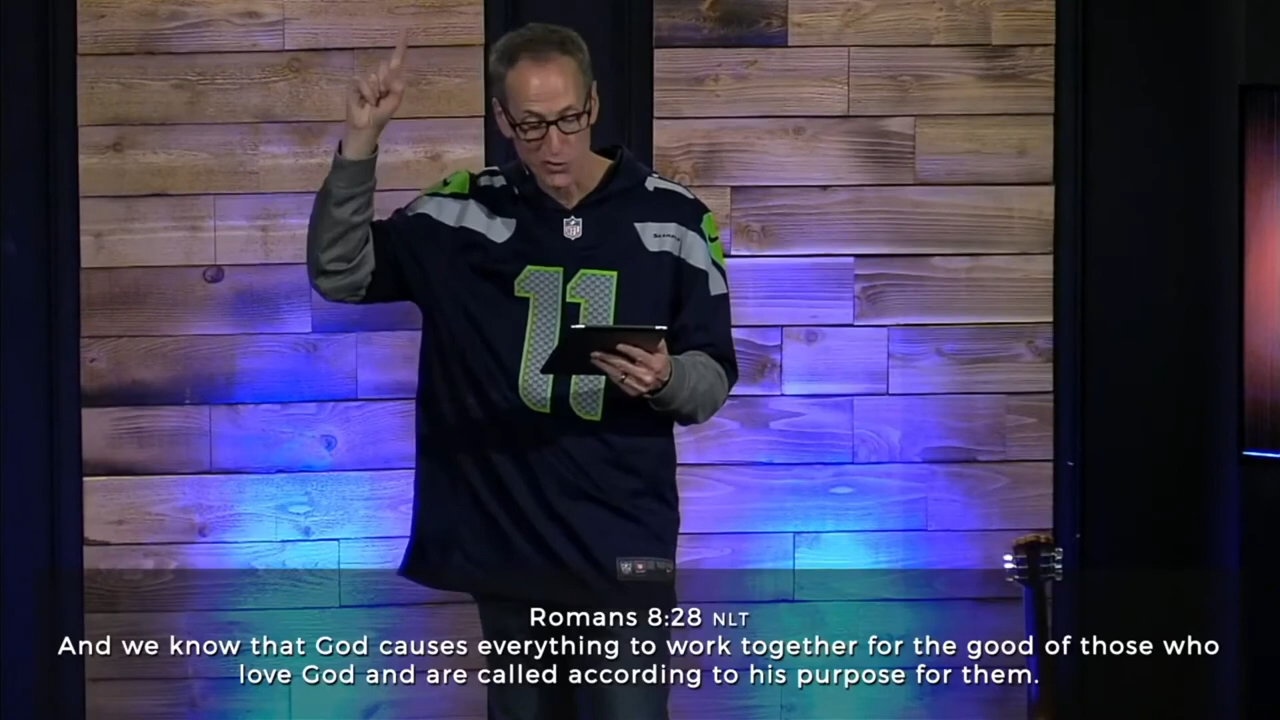 NFL
11
Romans 8:28 NLT
And we know that God causes everything to work together for the good of those who
love God and are called according to his purpose for them.